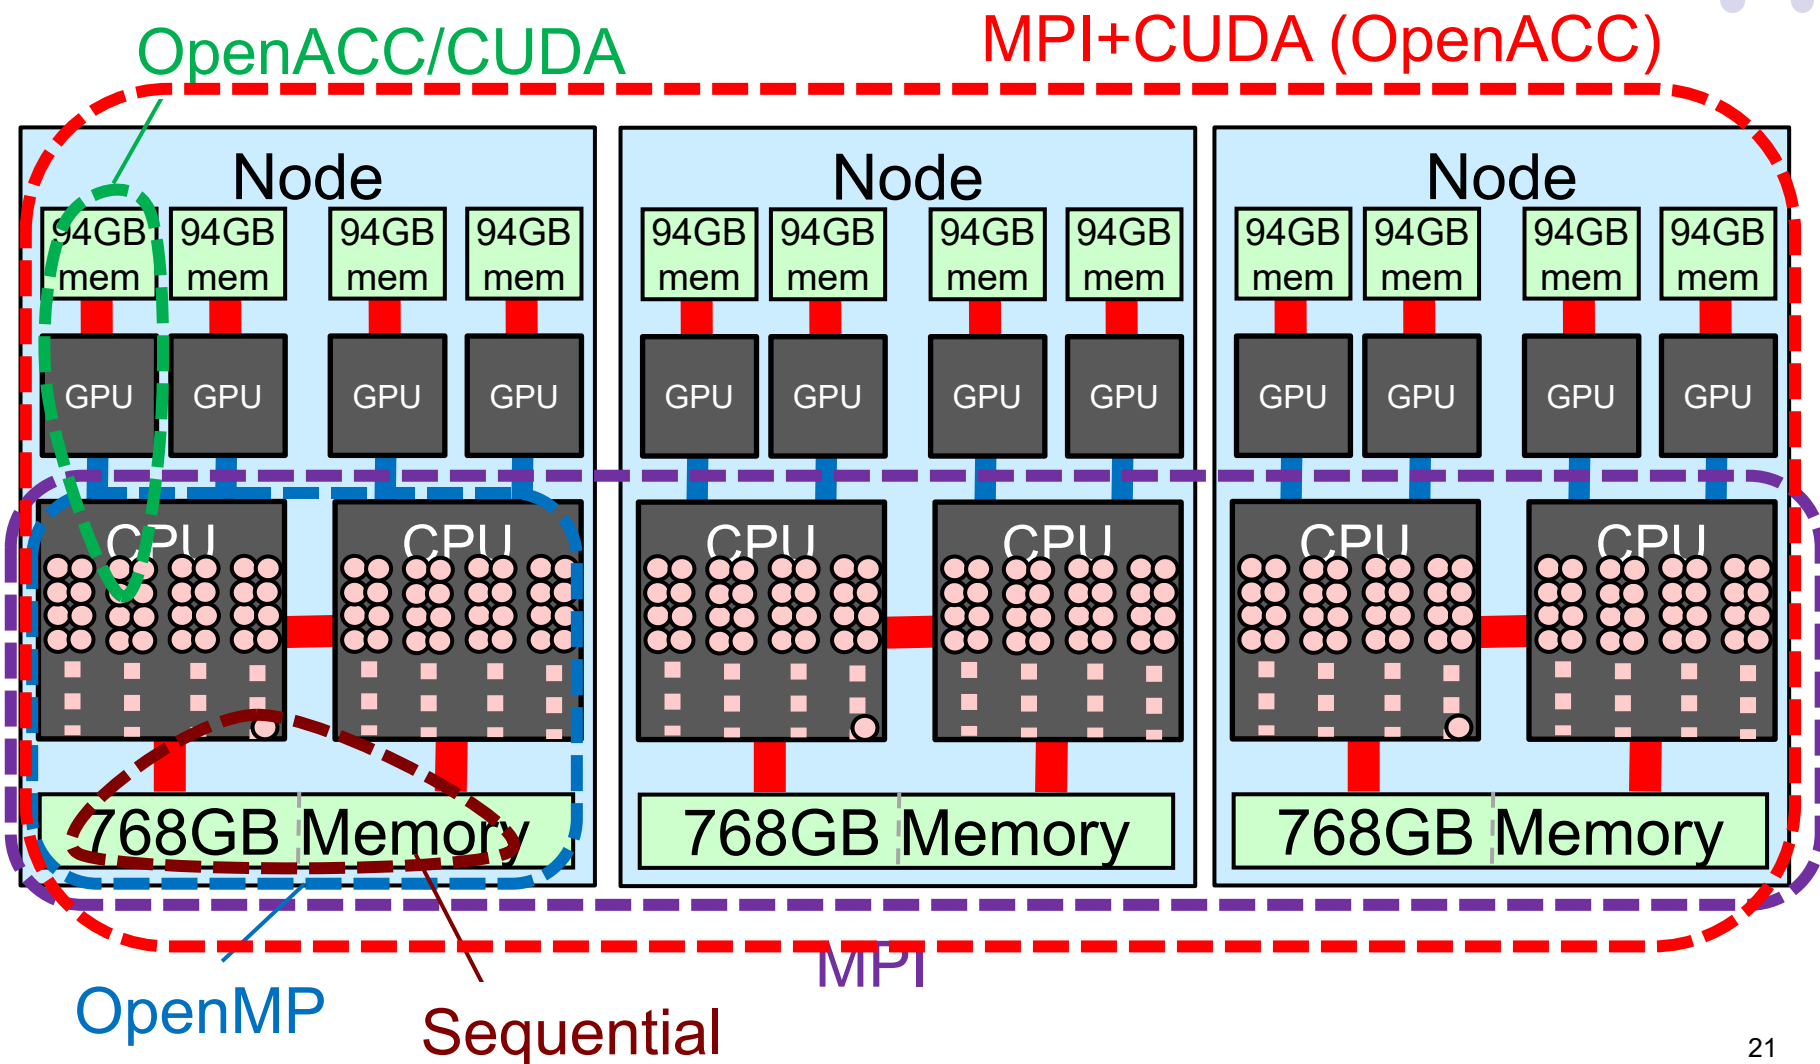 OpenACC/CUDA
MPI+CUDA (OpenACC)
Node
94GB mem
94GB mem
94GB mem
94GB mem
GPU
GPU
GPU
GPU
CPU
CPU
768GB Memory
Node
94GB mem
94GB mem
94GB mem
94GB mem
GPU
GPU
GPU
GPU
CPU
CPU
768GB Memory
Node
94GB mem
94GB mem
94GB mem
94GB mem
GPU
GPU
GPU
GPU
CPU
CPU
768GB Memory
MPI
OpenMP
Sequential
21